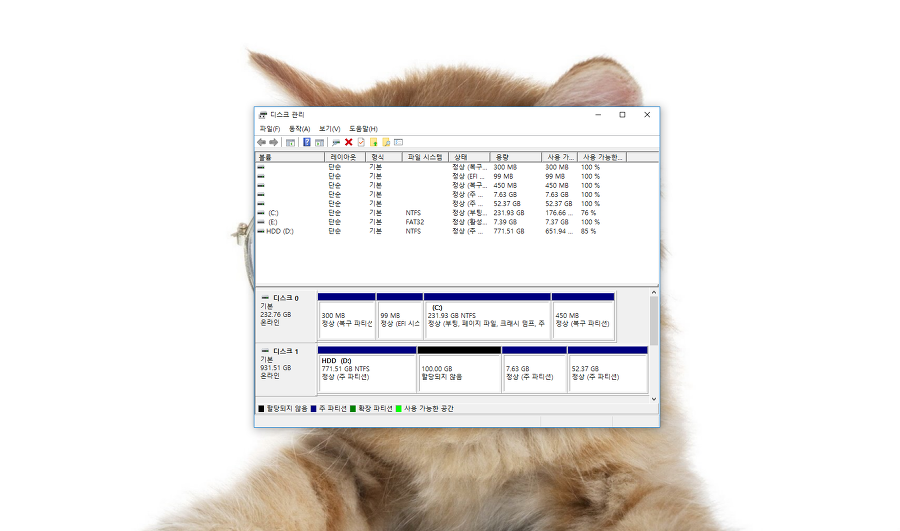 디스크 관리
파일(F) 동작(A) 보기(V) 도움말(H)
볼륨 레이아웃 형식 파일 시스템 상태 용량 사용 가... 사용 가능한...
단순 기본 정상 (복구... 300 MB 300 MB 100 %
단순 기본 정상 (EFI ... 99 MB 99 MB 100 %
단순 기본 정상 (복구... 450 MB 450 MB 100 %
단순 기본 정상 (주 ... 7.63 GB 7.63 GB 100 %
단순 기본 정상 (주 ... 52.37 GB 52.37 GB 100 %
(C:) 단순 기본 NTFS 정상 (부팅... 231.93 GB 176.66 ... 76 %
(E:) 단순 기본 FAT32 정상 (활성... 7.39 GB 7.37 GB 100 %
HDD (D:) 단순 기본 NTFS 정상 (주 ... 771.51 GB 651.94 ... 85 %
디스크 0
기본
232.76 GB
온라인
300 MB
정상 (복구 파티션
99 MB
정상 (EFI 시스
(C:)
231.93 GB NTFS
정상 (부팅, 페이지 파일, 크래시 덤프, 주
450 MB
정상 (복구 파티션)
디스크 1
기본
931.51 GB
온라인
HDD (D:)
771.51 GB NTFS
정상 (주 파티션)
100.00 GB
할당되지 않음
7.63 GB
정상 (주 파티션)
52.37 GB
정상 (주 파티션)
할당되지 않음 주 파티션 확장 파티션 사용 가능한 공간